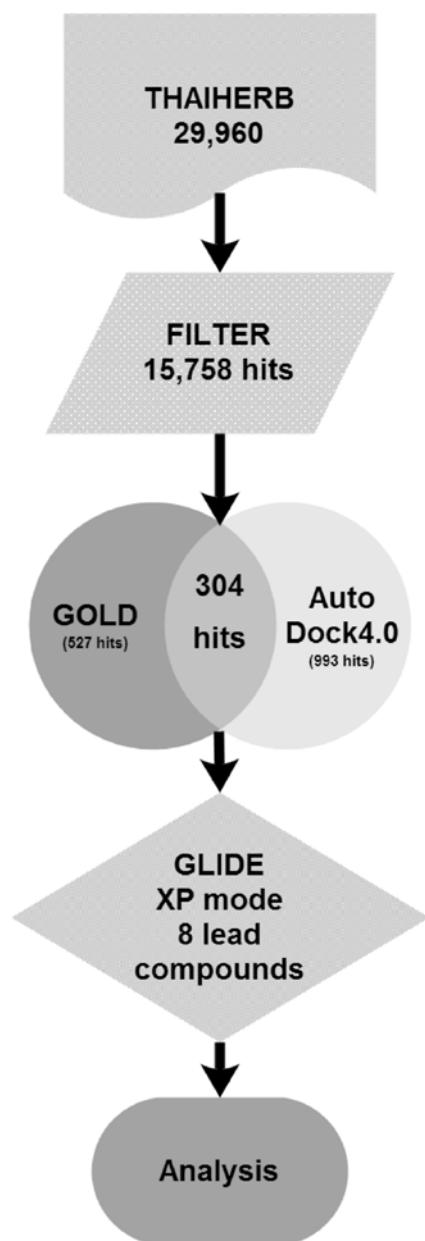 THAIHERB
29,960
FILTER
15,758 hits
GOLD
(527 hits)
304
hits
Auto
Dock4.0
(993 hits)
GLIDE
XP mode
8 lead
compounds
Analysis